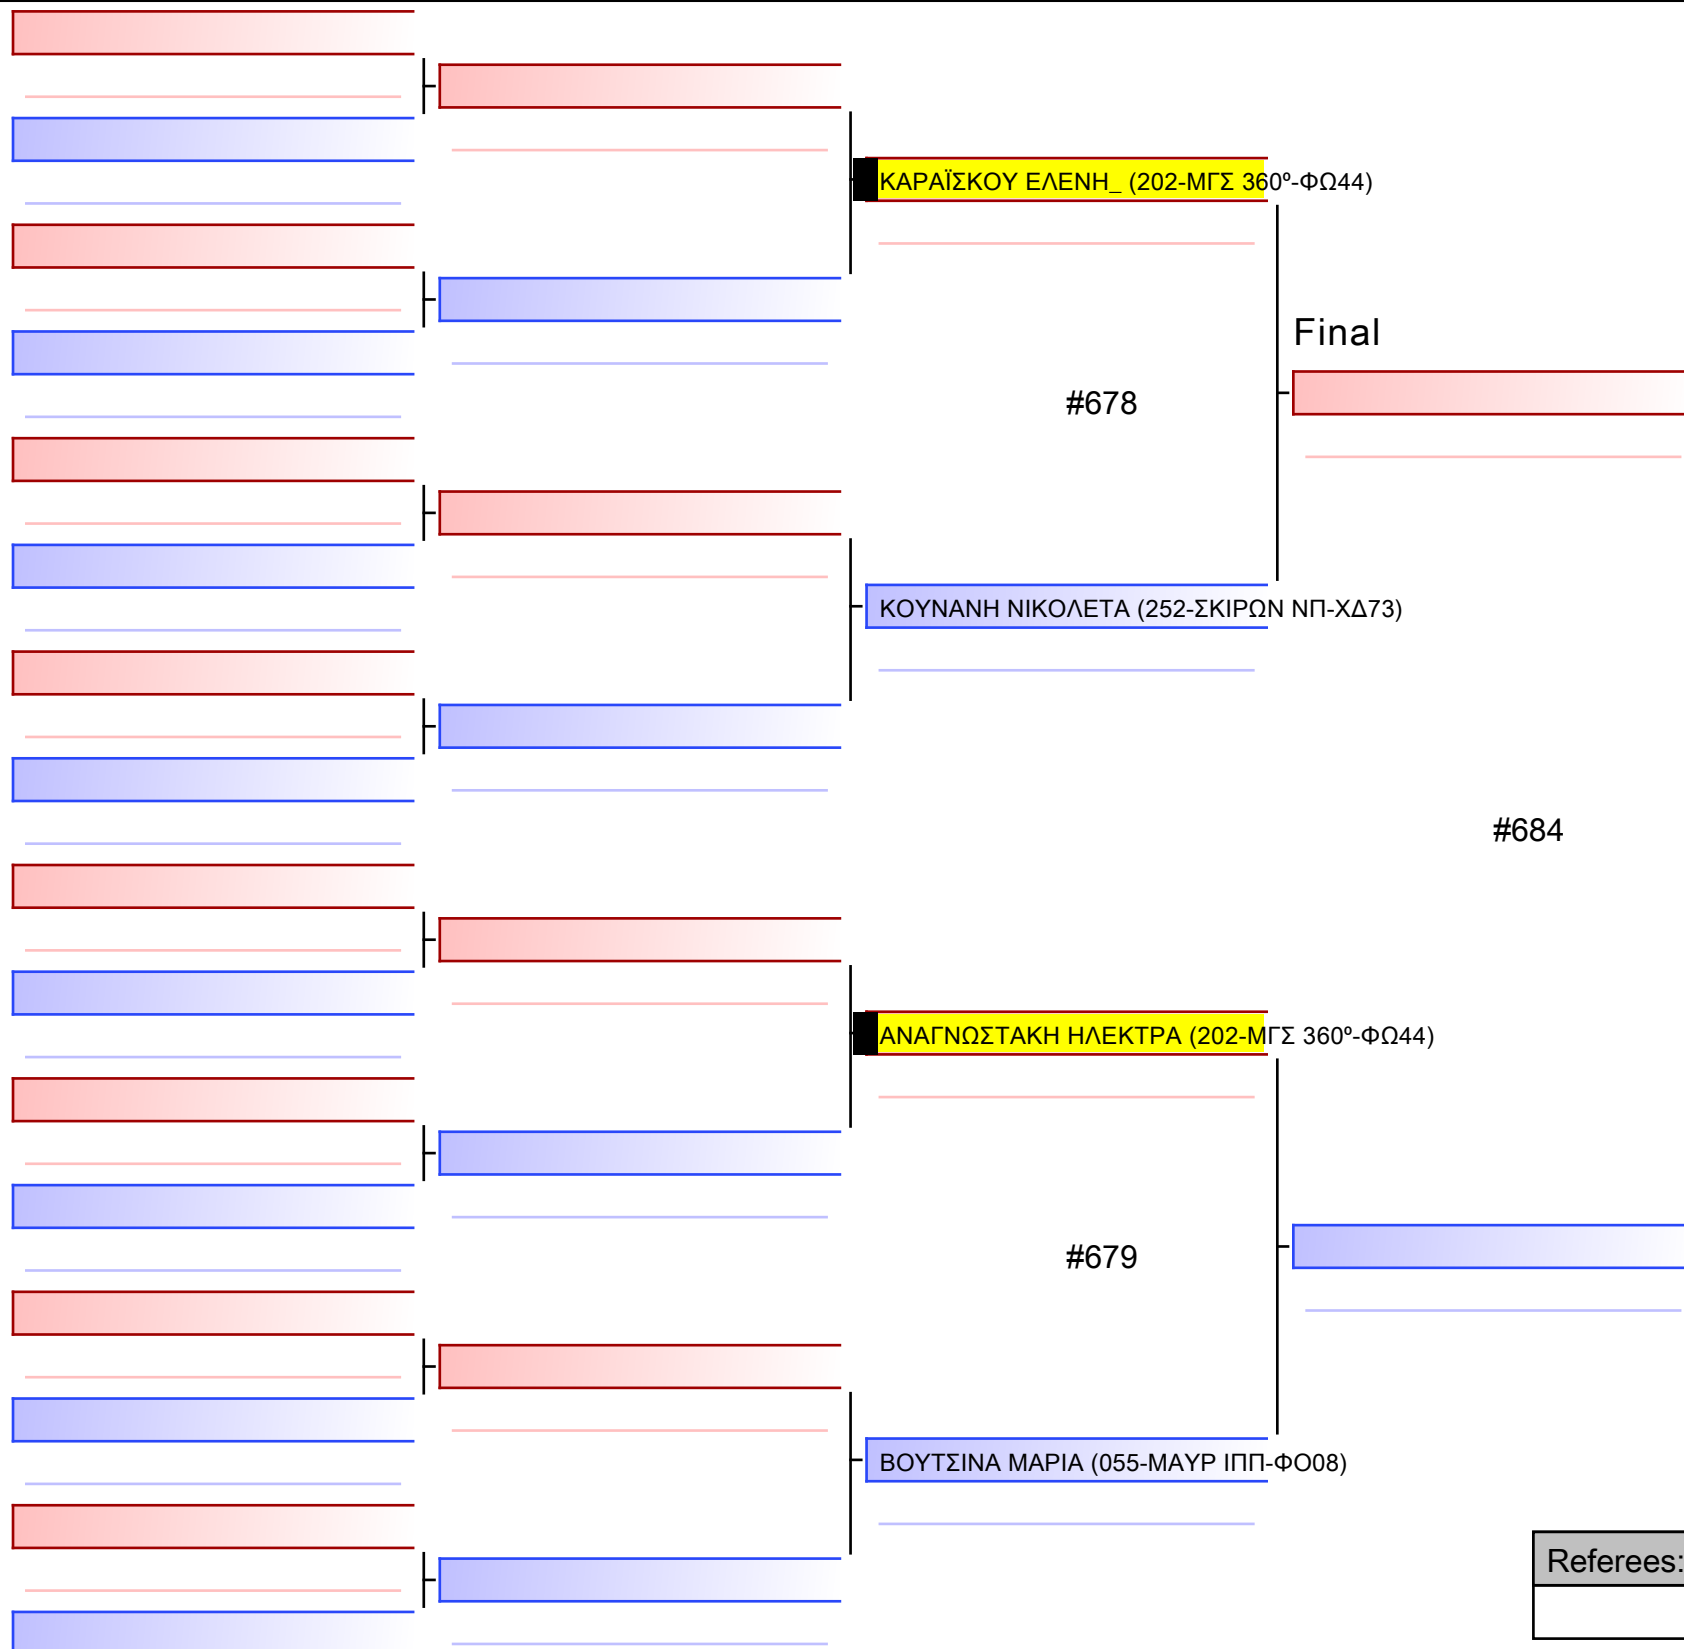 ΚΑΡΑΪΣΚΟΥ ΕΛΕΝΗ_ (202-ΜΓΣ 360º-ΦΩ44)
Final
#678
ΚΟΥΝΑΝΗ ΝΙΚΟΛΕΤΑ (252-ΣΚΙΡΩΝ ΝΠ-ΧΔ73)
#684
ΑΝΑΓΝΩΣΤΑΚΗ ΗΛΕΚΤΡΑ (202-ΜΓΣ 360º-ΦΩ44)
#679
ΒΟΥΤΣΙΝΑ ΜΑΡΙΑ (055-ΜΑΥΡ ΙΠΠ-ΦΟ08)
Referees: